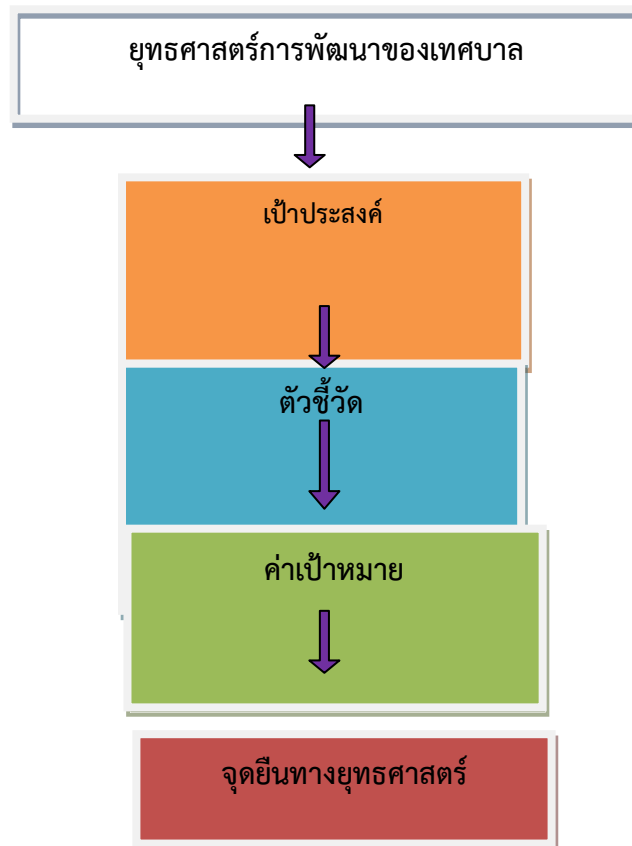 ยุทธศาสตร์การพัฒนาของเทศบาล
เป้าประสงค์
ตัวชี้วัด
ค่าเป้าหมาย
จุดยืนทางยุทธศาสตร์